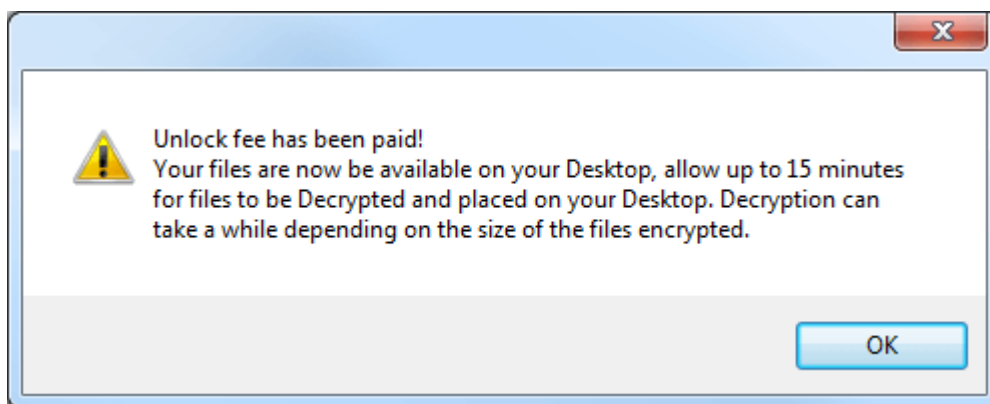 Unlock fee has been paid!
Your files are now be available on your Desktop, allow up to 15 minutes
for files to be Decrypted and placed on your Desktop. Decryption can
take a while depending on the size of the files encrypted.
OK